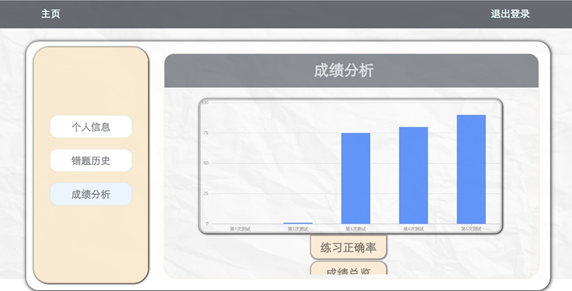 主页 退出登录
成绩分析
个人信息
错题历史
成绩分析
100
75
50
25
0
第1次测试 第2次测试 第3次测试 第4次测试 第5次测试
练习正确率
成绩总览